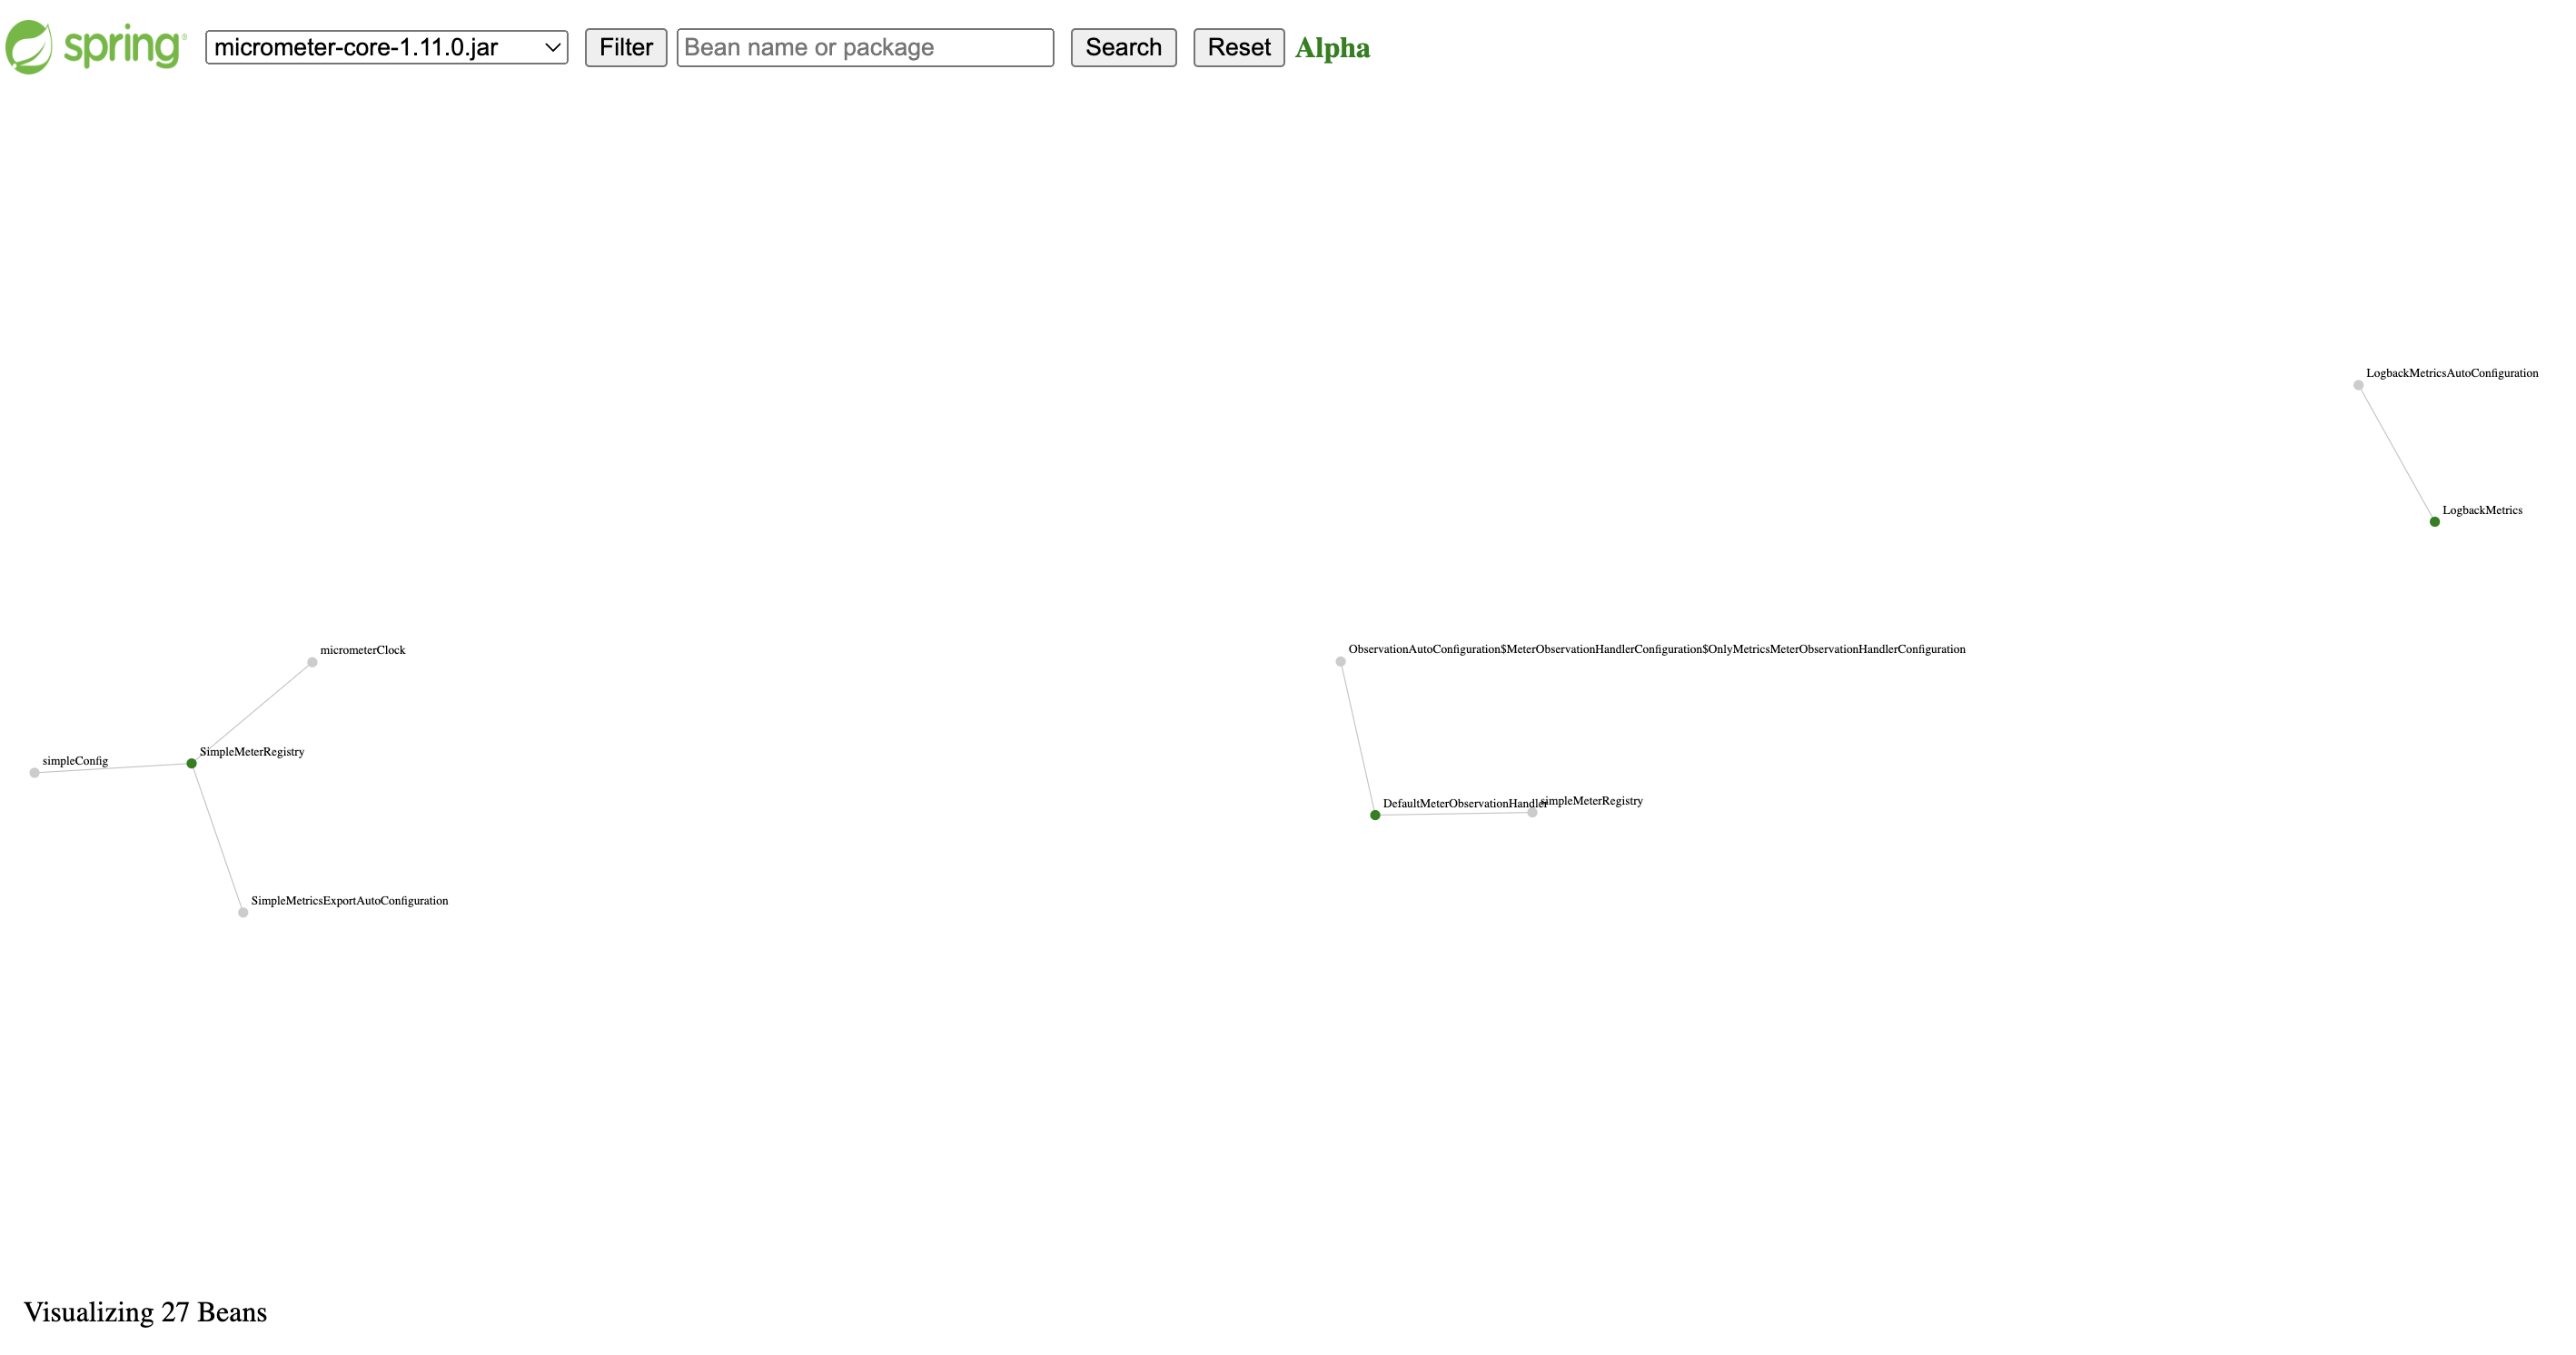 spring®
micrometer-core-1.11.0.jar
Filter
Bean name or package
Search
Reset
Alpha
LogbackMetricsAutoConfiguration
LogbackMetrics
micrometerClock
ObservationAutoConfiguration$MeterObservationHandlerConfiguration$OnlyMetricsMeterObservationHandlerConfiguration
SimpleMeterRegistry
simpleConfig
DefaultMeterObservationHandler
simpleMeterRegistry
SimpleMetricsExportAutoConfiguration
Visualizing 27 Beans